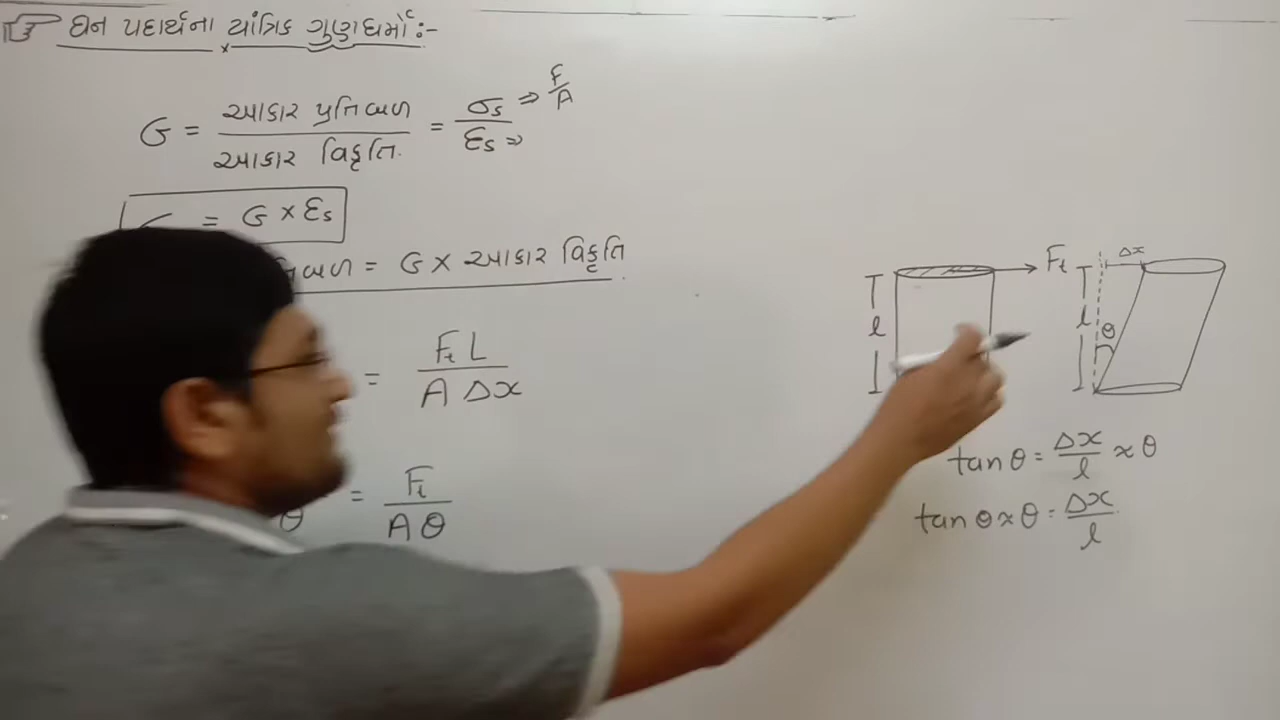 ઘન પદાર્થના યાંત્રિક ગુણધર્મો :-
G = આકાર પ્રતિબળ / આકાર વિકૃતિ = σs / εs ⇒ F / A
= G × εs
= G × આકાર વિકૃતિ
= Ft L / A Δx
θ = Ft / A θ
l Ft l Δx θ
tan θ = Δx / l ≈ θ
tan θ ≈ θ = Δx / l